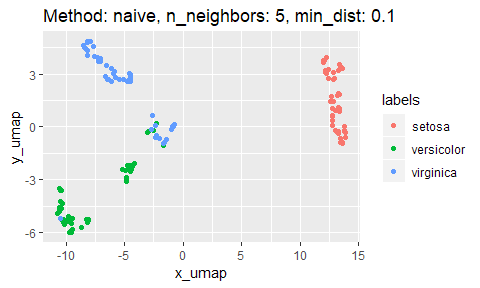 Method: naive, n_neighbors: 5, min_dist: 0.1
3
0
-3
-6
y_umap
-10
-5
0
5
10
15
x_umap
labels
setosa
versicolor
virginica